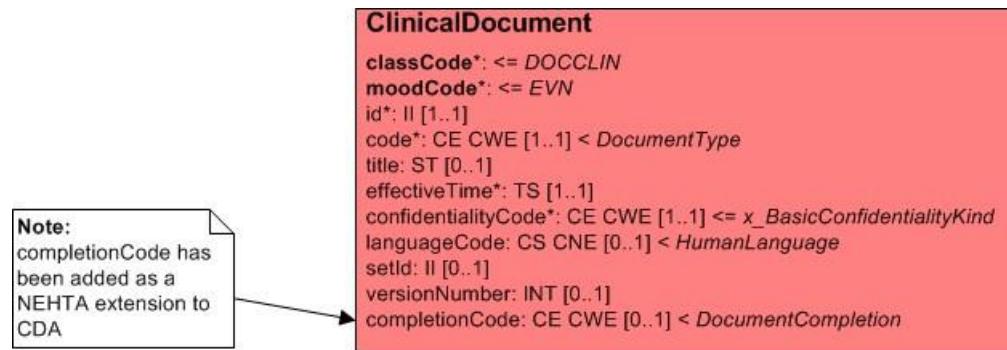 ClinicalDocument
classCode*: <= DOCCLIN
moodCode*: <= EVN
id*: II [1..1]
code*: CE CWE [1..1] < DocumentType
title: ST [0..1]
effectiveTime*: TS [1..1]
confidentialityCode*: CE CWE [1..1] <= x_BasicConfidentialityKind
languageCode: CS CNE [0..1] < HumanLanguage
setId: II [0..1]
versionNumber: INT [0..1]
completionCode: CE CWE [0..1] < DocumentCompletion
Note:
completionCode has
been added as a
NEHTA extension to
CDA